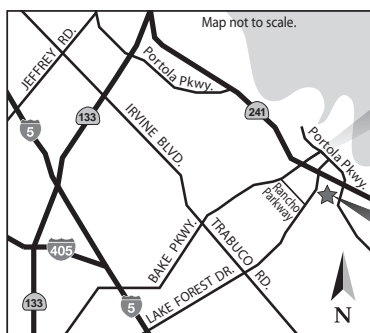 Map not to scale.
JEFFREY RD.
Portola Pkwy.
133
5
IRVINE BLVD.
241
Portola Pkwy.
Rancho
Parkway
BAKE PKWY.
TRABUCO RD.
405
LAKE FOREST DR.
133
5
N